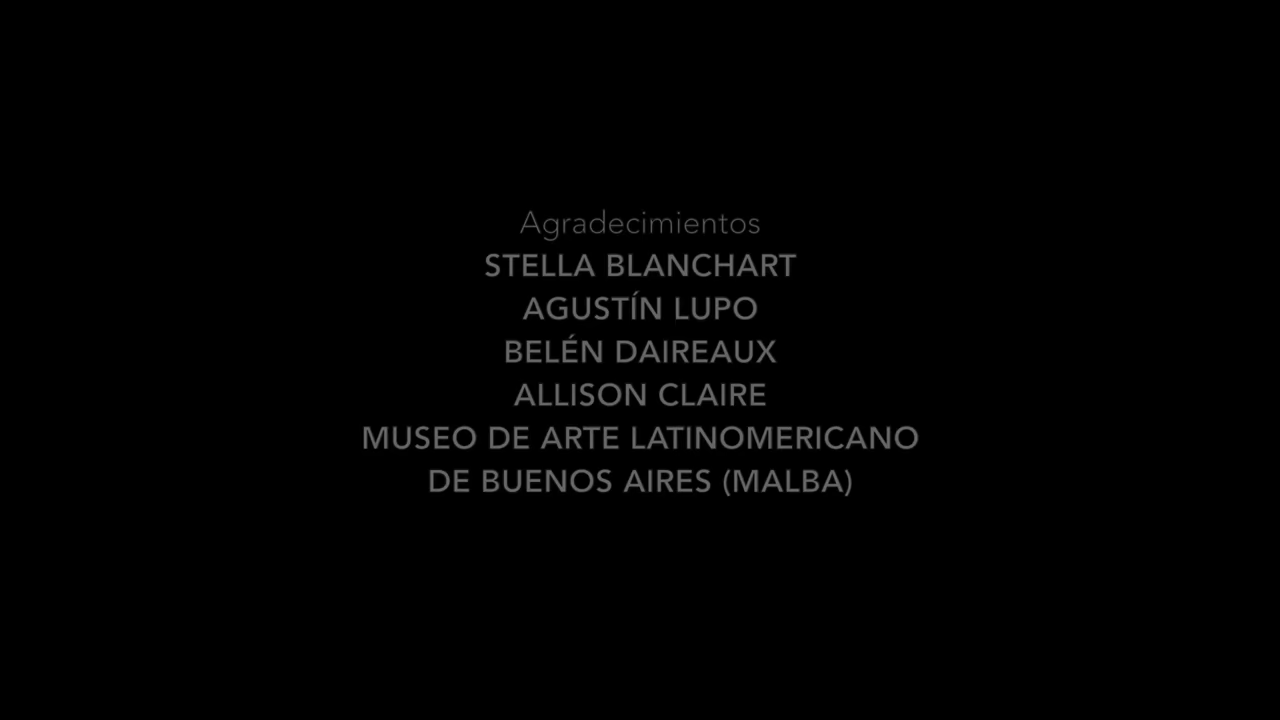 Agradecimientos
STELLA BLANCHART
AGUSTÍN LUPO
BELÉN DAIREAUX
ALLISON CLAIRE
MUSEO DE ARTE LATINOMERICANO
DE BUENOS AIRES (MALBA)